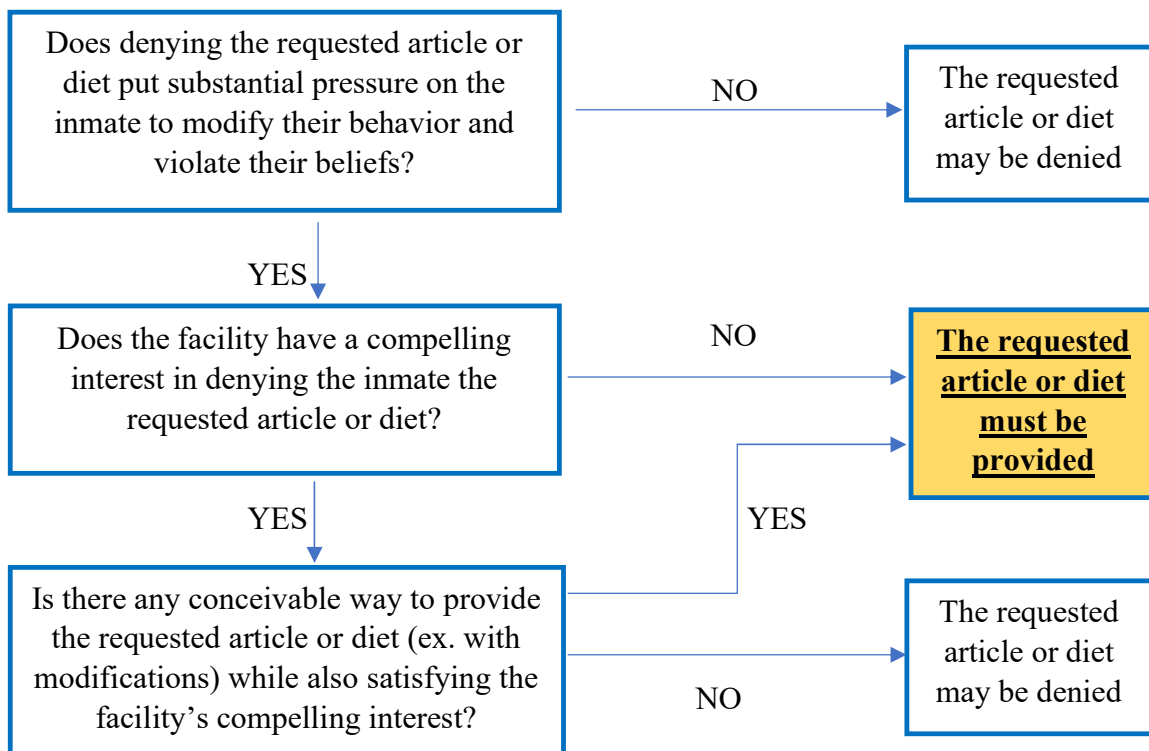 Does denying the requested article or
diet put substantial pressure on the
inmate to modify their behavior and
violate their beliefs?
NO
The requested
article or diet
may be denied
YES
Does the facility have a compelling
interest in denying the inmate the
requested article or diet?
NO
The requested
article or diet
must be
provided
YES
YES
Is there any conceivable way to provide
the requested article or diet (ex. with
modifications) while also satisfying the
facility’s compelling interest?
NO
The requested
article or diet
may be denied